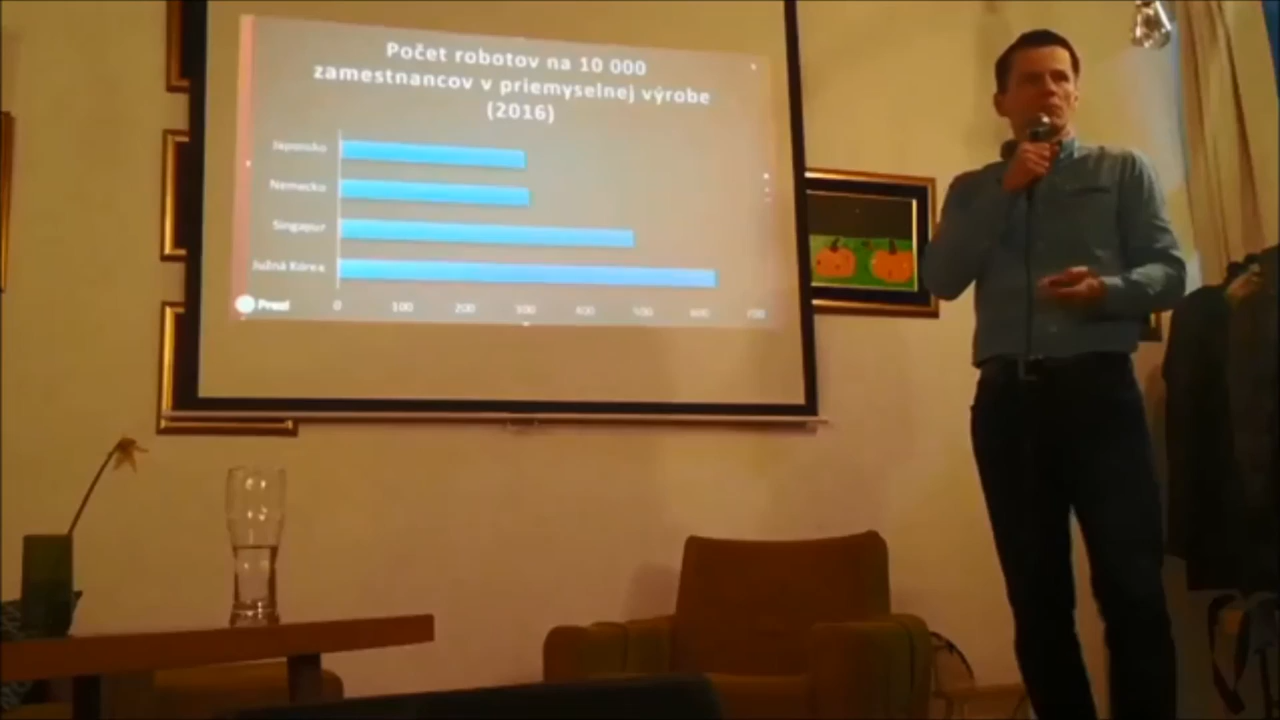 Počet robotov na 10 000
zamestnancov v priemyselnej výrobe
(2016)
Japonsko
Nemecko
Singapur
Južná Kórea
0 100 200 300 400 500 600 700